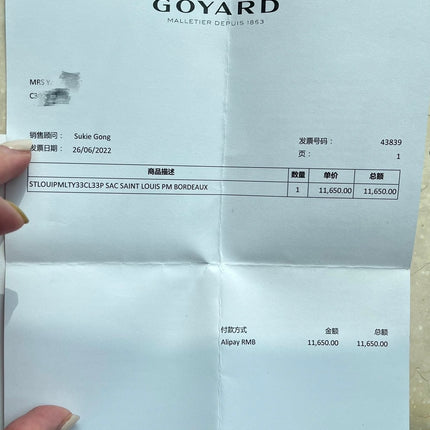 GOYARD
MALLETIER DEPUIS 1853
MRS Y.
销售顾问： Sukie Gong
发票日期： 26/06/2022
发票号码： 43839
页： 1
商品描述 数量 单价 总额
STLOUIPMLTY33CL33P SAC SAINT LOUIS PM BORDEAUX 1 11,650.00 11,650.00
付款方式 金额 总额
Alipay RMB 11,650.00 11,650.00